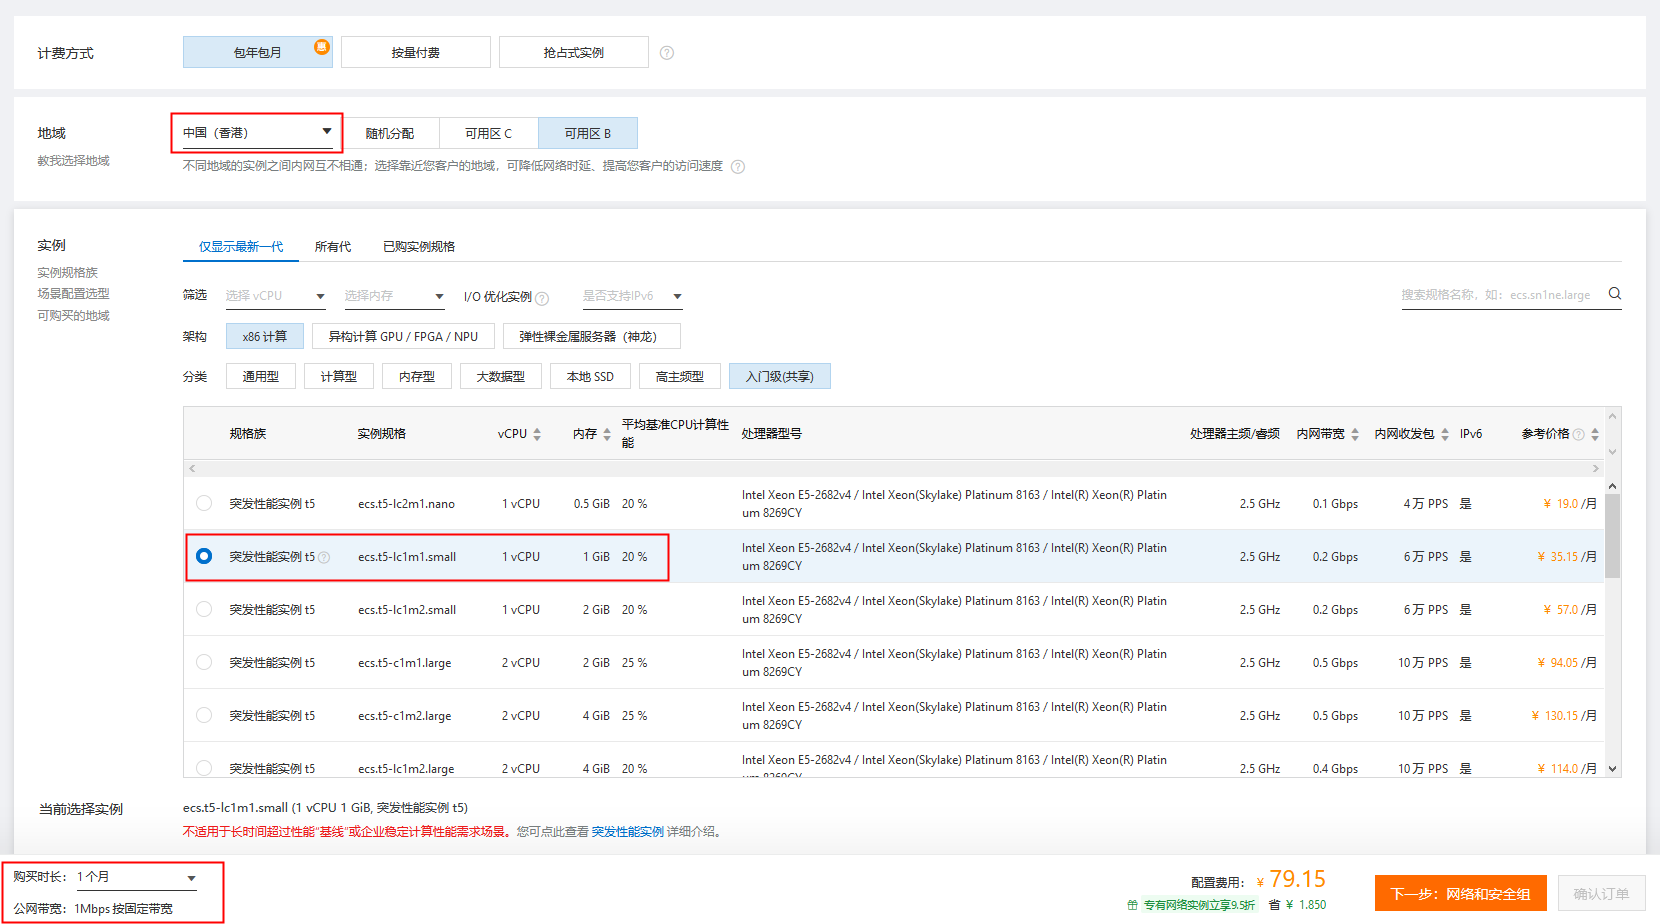 计费方式
包年包月 惠 按量付费 抢占式实例 ?
地域
教我选择地域
中国（香港） 随机分配 可用区 C 可用区 B
不同地域的实例之间内网互不相通；选择靠近您客户的地域，可降低网络时延、提高您客户的访问速度 ?
实例
实例规格族
场景配置选型
可购买的地域
仅显示最新一代 所有代 已购实例规格
筛选 选择 vCPU 选择内存 I/O 优化实例 ? 是否支持IPv6 搜索规格名称，如：ecs.sn1ne.large
架构 x86 计算 异构计算 GPU / FPGA / NPU 弹性裸金属服务器（神龙）
分类 通用型 计算型 内存型 大数据型 本地 SSD 高主频型 入门级(共享)
规格族 实例规格 vCPU 内存 平均基准CPU计算性能 处理器型号 处理器主频/睿频 内网带宽 内网收发包 IPv6 参考价格 ?
突发性能实例 t5 ecs.t5-lc2m1.nano 1 vCPU 0.5 GiB 20 % Intel Xeon E5-2682v4 / Intel Xeon(Skylake) Platinum 8163 / Intel(R) Xeon(R) Platinum 8269CY 2.5 GHz 0.1 Gbps 4 万 PPS 是 ¥ 19.0 /月
突发性能实例 t5 ? ecs.t5-lc1m1.small 1 vCPU 1 GiB 20 % Intel Xeon E5-2682v4 / Intel Xeon(Skylake) Platinum 8163 / Intel(R) Xeon(R) Platinum 8269CY 2.5 GHz 0.2 Gbps 6 万 PPS 是 ¥ 35.15 /月
突发性能实例 t5 ecs.t5-lc1m2.small 1 vCPU 2 GiB 20 % Intel Xeon E5-2682v4 / Intel Xeon(Skylake) Platinum 8163 / Intel(R) Xeon(R) Platinum 8269CY 2.5 GHz 0.2 Gbps 6 万 PPS 是 ¥ 57.0 /月
突发性能实例 t5 ecs.t5-c1m1.large 2 vCPU 2 GiB 25 % Intel Xeon E5-2682v4 / Intel Xeon(Skylake) Platinum 8163 / Intel(R) Xeon(R) Platinum 8269CY 2.5 GHz 0.5 Gbps 10 万 PPS 是 ¥ 94.05 /月
突发性能实例 t5 ecs.t5-c1m2.large 2 vCPU 4 GiB 25 % Intel Xeon E5-2682v4 / Intel Xeon(Skylake) Platinum 8163 / Intel(R) Xeon(R) Platinum 8269CY 2.5 GHz 0.5 Gbps 10 万 PPS 是 ¥ 130.15 /月
突发性能实例 t5 ecs.t5-lc1m2.large 2 vCPU 4 GiB 20 % Intel Xeon E5-2682v4 / Intel Xeon(Skylake) Platinum 8163 / Intel(R) Xeon(R) Platinum 8269CY 2.5 GHz 0.4 Gbps 10 万 PPS 是 ¥ 114.0 /月
当前选择实例 ecs.t5-lc1m1.small (1 vCPU 1 GiB, 突发性能实例 t5)
不适用于长时间超过性能“基线”或企业稳定计算性能需求场景。您可点此查看 突发性能实例 详细介绍。
购买时长： 1 个月
公网带宽： 1Mbps 按固定带宽
配置费用： ¥ 79.15
专有网络实例立享9.5折 省 ¥ 1.850
下一步：网络和安全组 确认订单